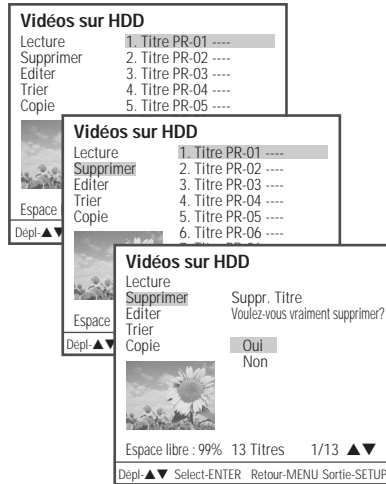 Vidéos sur HDD
Lecture 1. Titre PR-01 ----
Supprimer 2. Titre PR-02 ----
Editer 3. Titre PR-03 ----
Trier 4. Titre PR-04 ----
Copie 5. Titre PR-05 ----
Espace
Dépl-▲▼
Vidéos sur HDD
Lecture 1. Titre PR-01 ----
Supprimer 2. Titre PR-02 ----
Editer 3. Titre PR-03 ----
Trier 4. Titre PR-04 ----
Copie 5. Titre PR-05 ----
6. Titre PR-06 ----
Espace
Dépl-▲▼
Vidéos sur HDD
Lecture
Supprimer Suppr. Titre
Editer Voulez-vous vraiment supprimer?
Trier
Copie Oui
Non
Espace libre : 99% 13 Titres 1/13 ▲▼
Dépl-▲▼ Select-ENTER Retour-MENU Sortie-SETUP